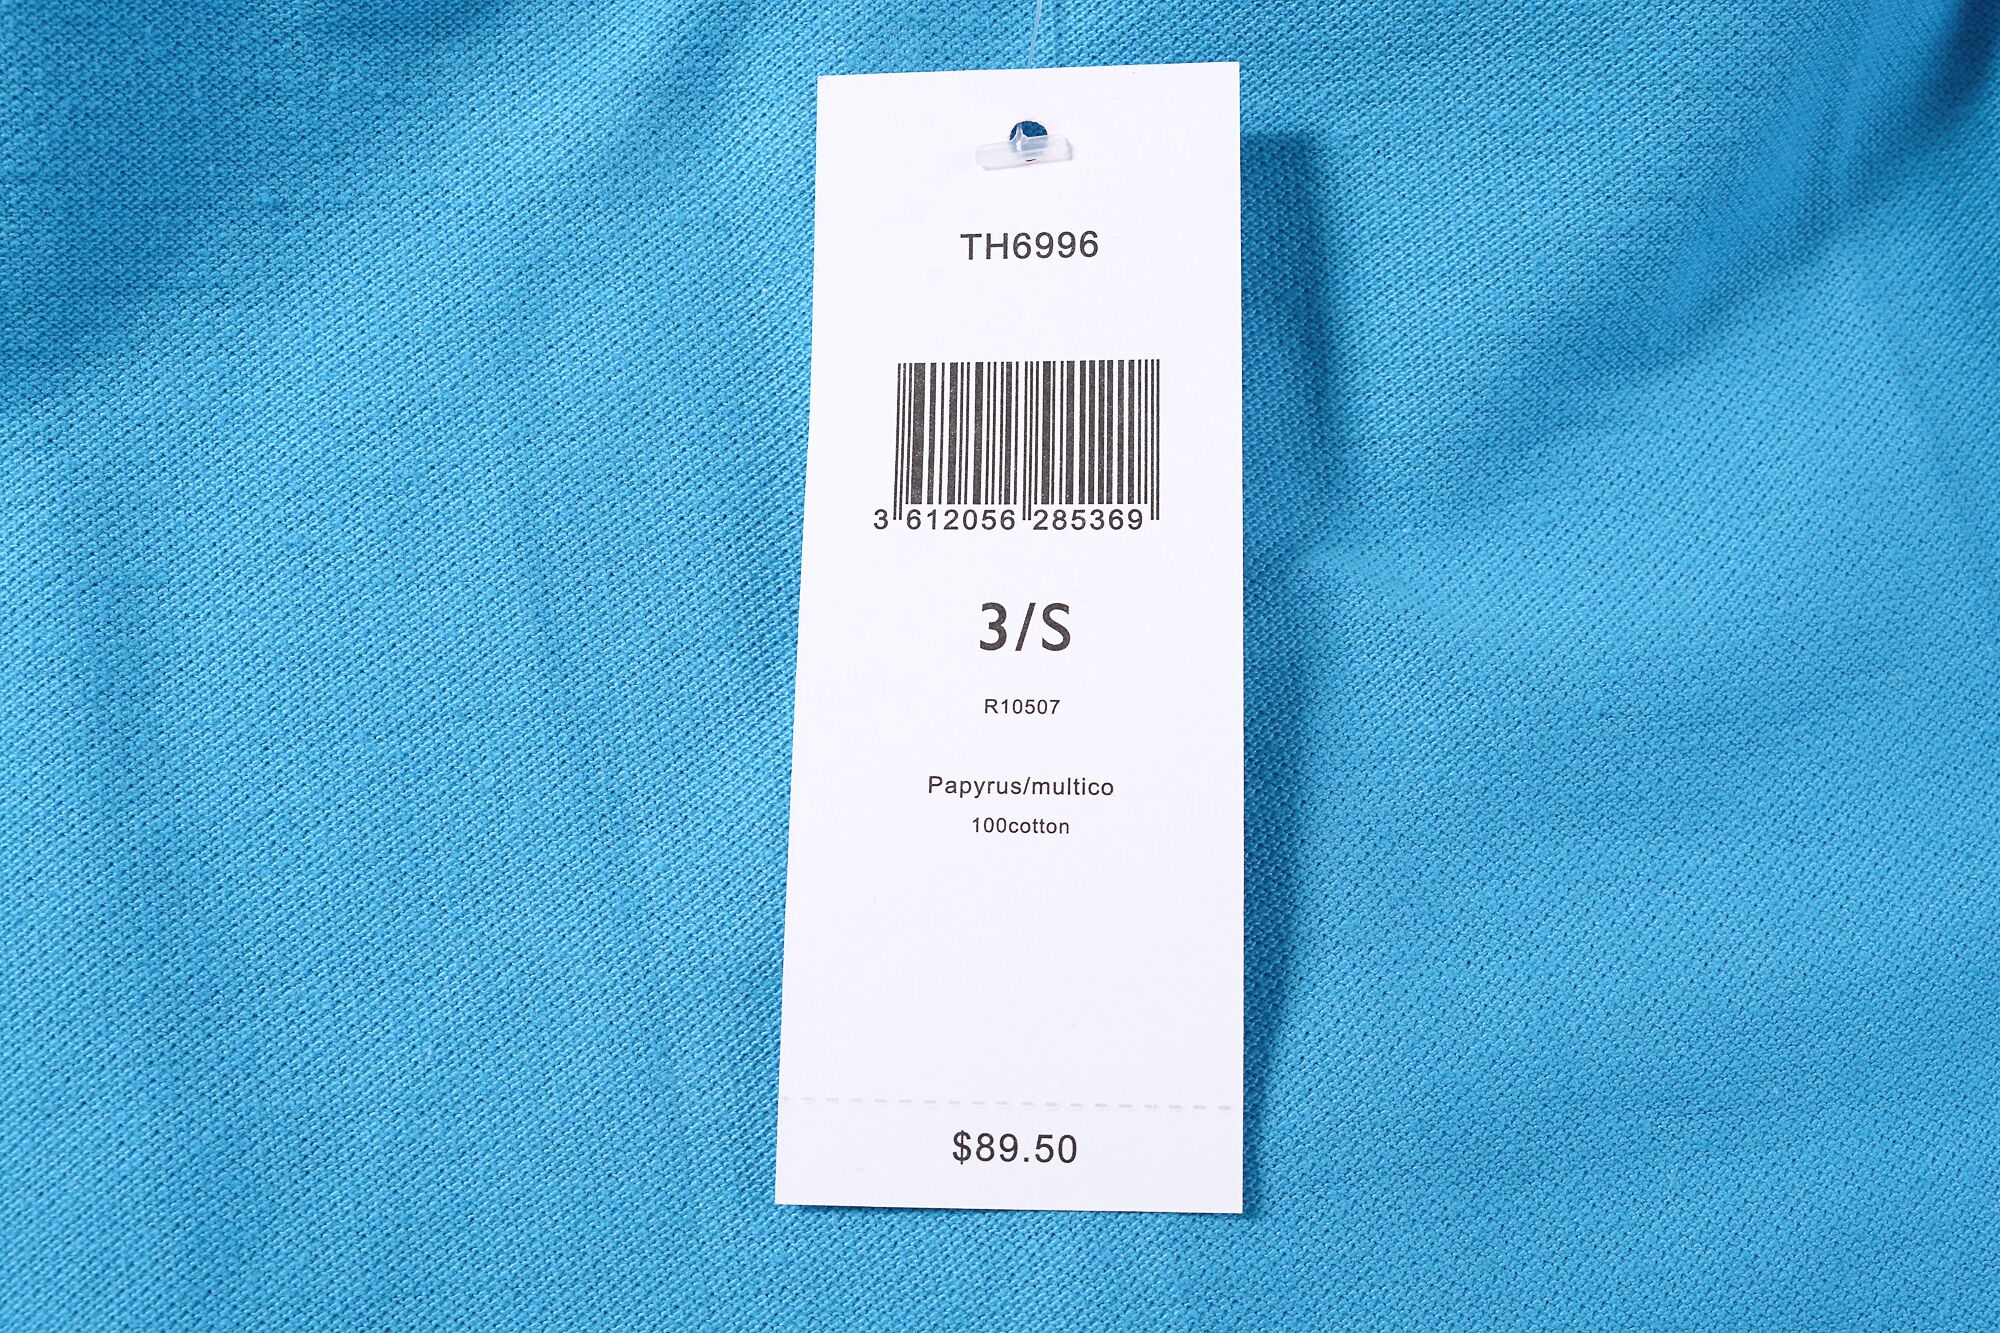 TH6996
3 612056 285369
3/S
R10507
Papyrus/multico
100cotton
$89.50